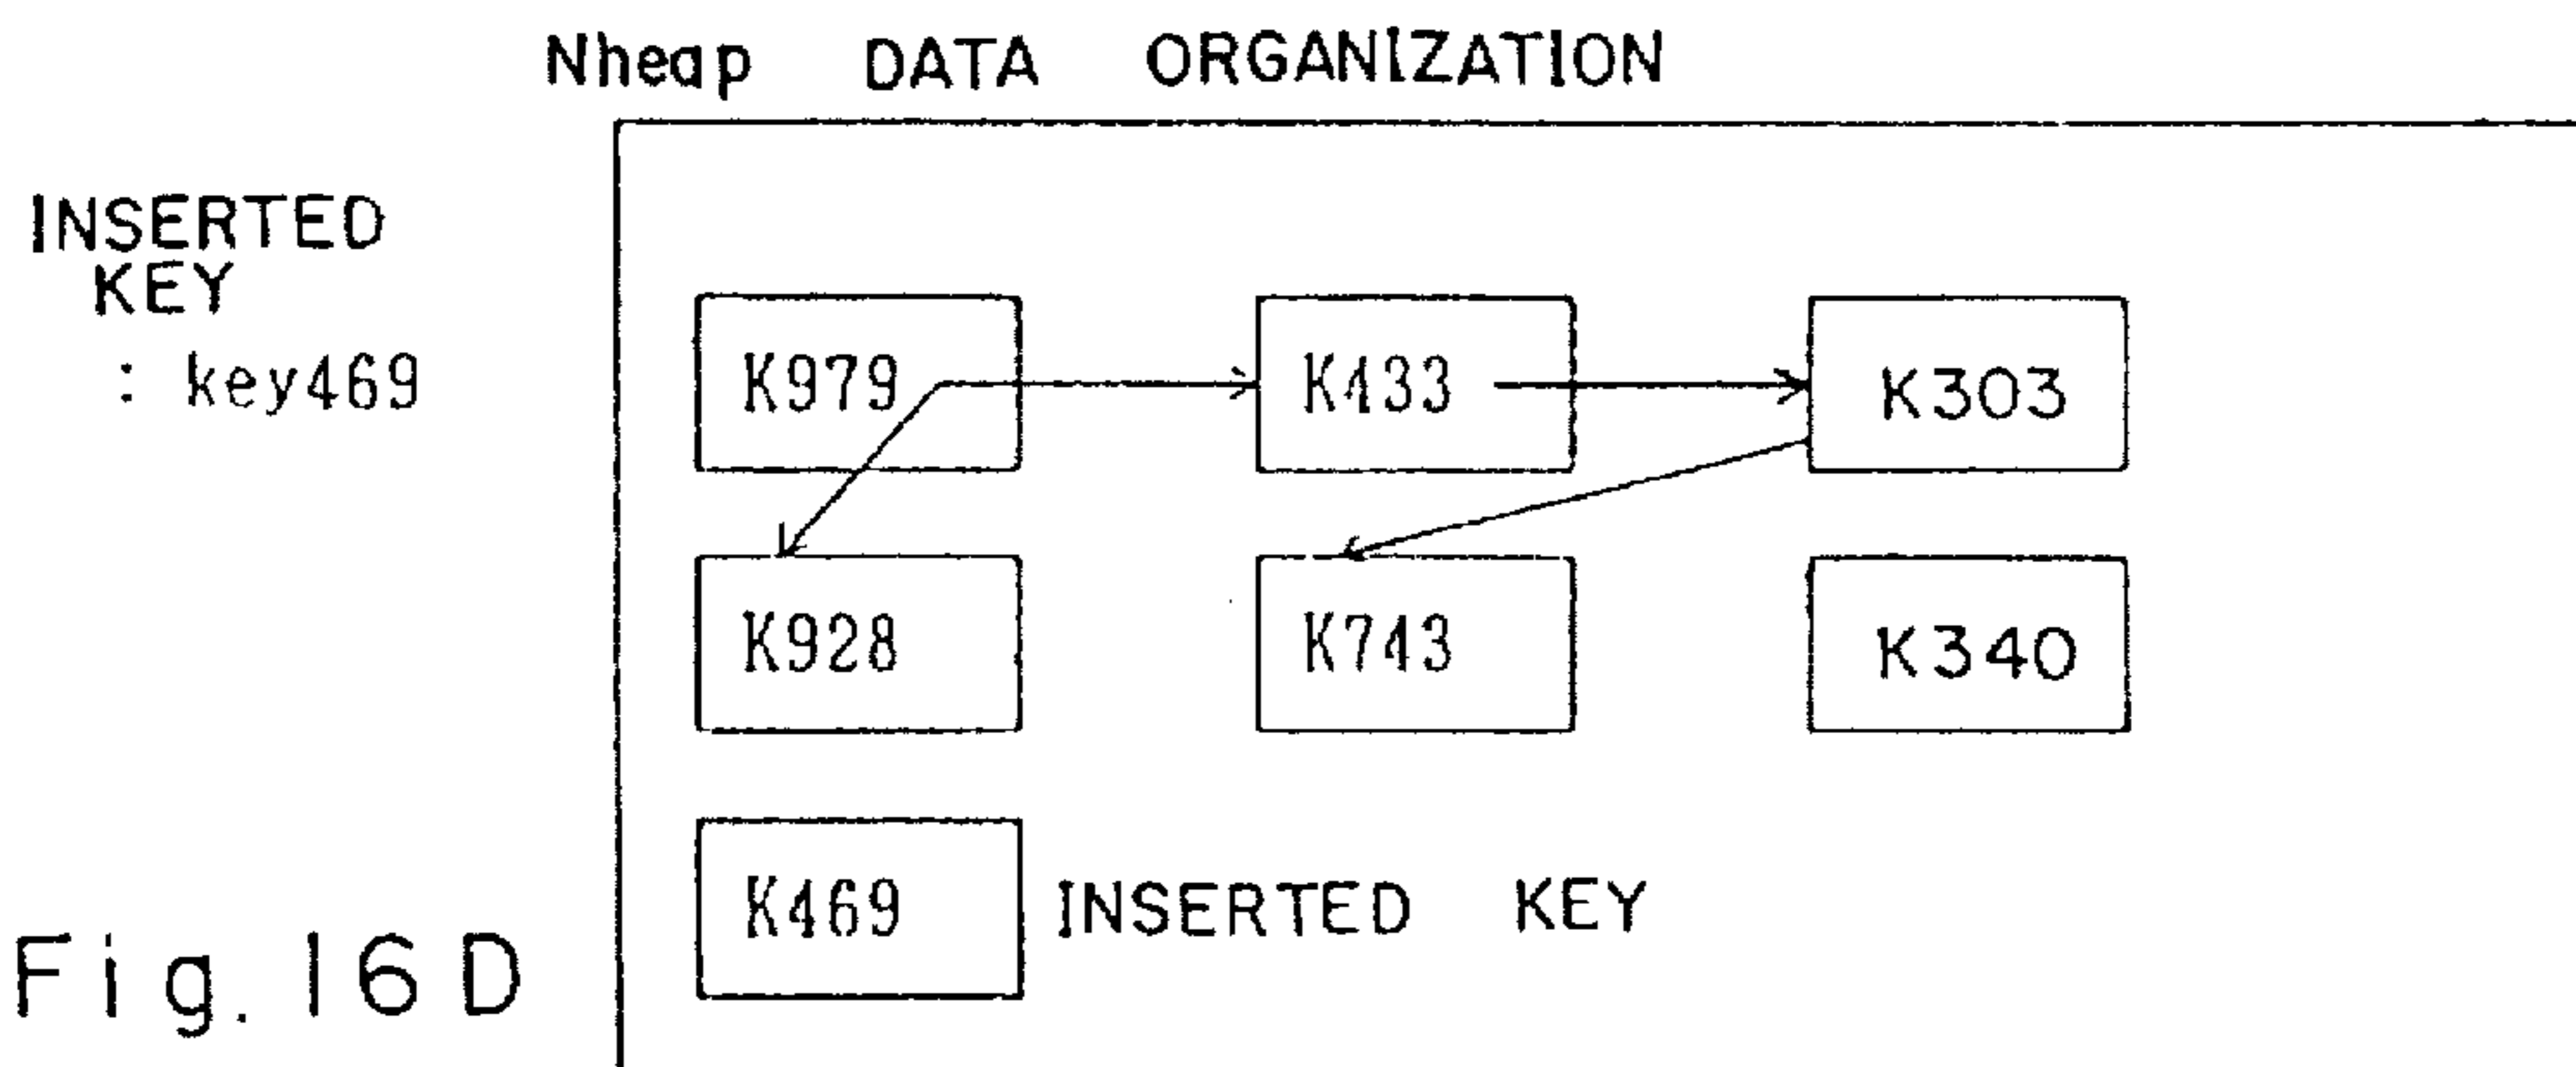 Nheap DATA ORGANIZATION
INSERTED
KEY
: key469
K979 K433 K303
K928 K743 K340
K469 INSERTED KEY
Fig. 16D